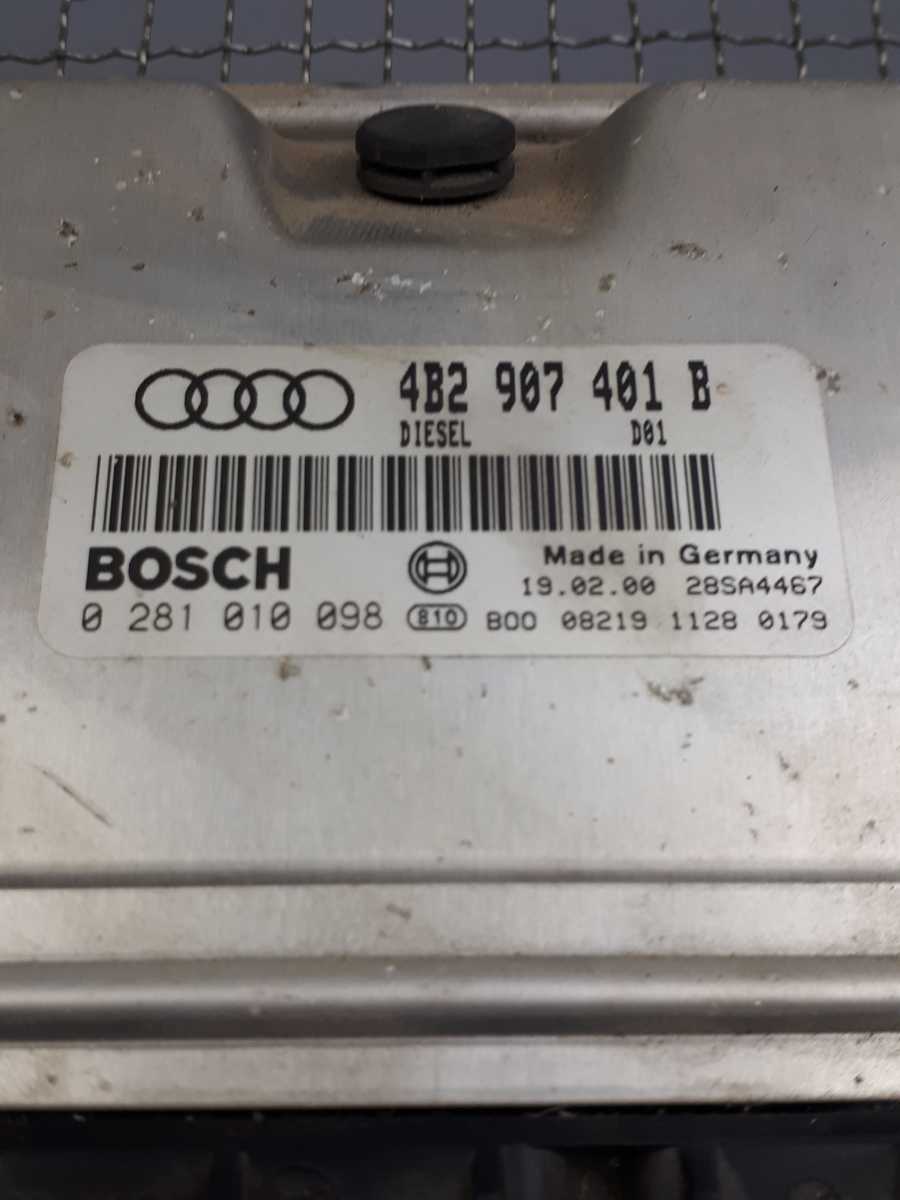 4B2 907 401 B
DIESEL D01
BOSCH Made in Germany
19.02.00 28SA4467
0 281 010 098 810 B00 08219 1128 0179